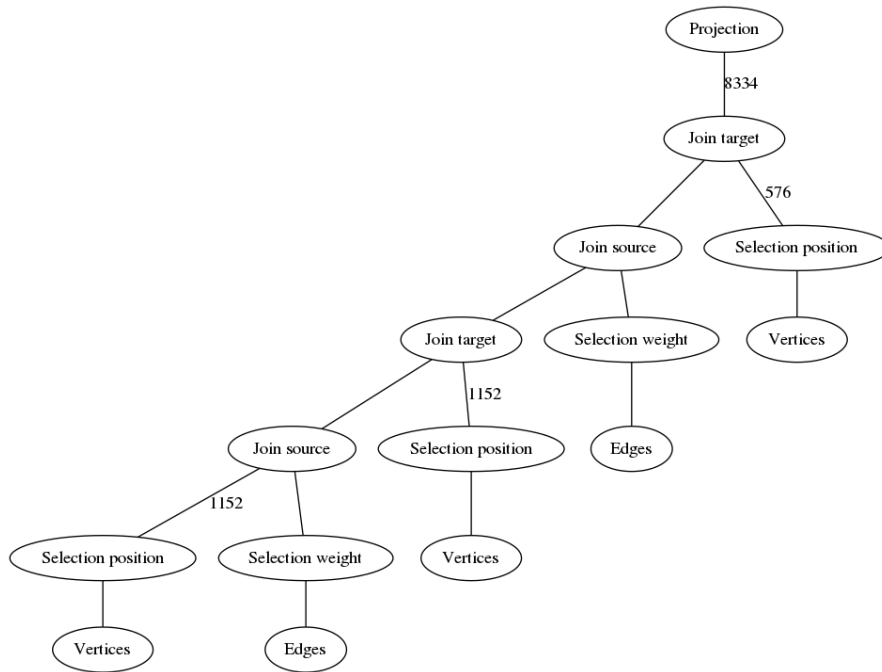 Projection
8334
Join target
576
Join source
Selection position
Join target
Selection weight
Vertices
1152
Join source
Selection position
Edges
1152
Selection position
Selection weight
Vertices
Vertices
Edges